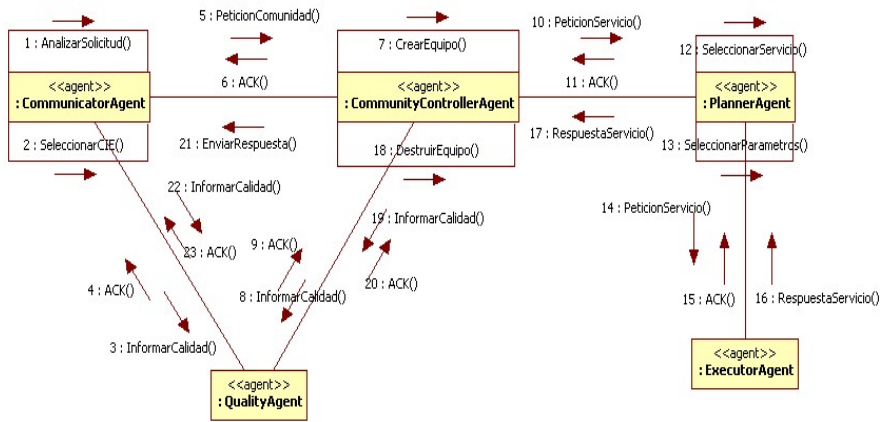 5 : PeticionComunidad()
10 : PeticionServicio()
1 : AnalizarSolicitud()
7 : CrearEquipo()
12 : SeleccionarServicio()
6 : ACK()
11 : ACK()
<<agent>>
: CommunicatorAgent
<<agent>>
: CommunityControllerAgent
<<agent>>
: PlannerAgent
2 : SeleccionarCIE()
21 : EnviarRespuesta()
18 : DestruirEquipo()
17 : RespuestaServicio()
13 : SeleccionarParametros()
22 : InformarCalidad()
19 : InformarCalidad()
14 : PeticionServicio()
23 : ACK()
9 : ACK()
20 : ACK()
4 : ACK()
8 : InformarCalidad()
15 : ACK()
16 : RespuestaServicio()
3 : InformarCalidad()
<<agent>>
: QualityAgent
<<agent>>
: ExecutorAgent